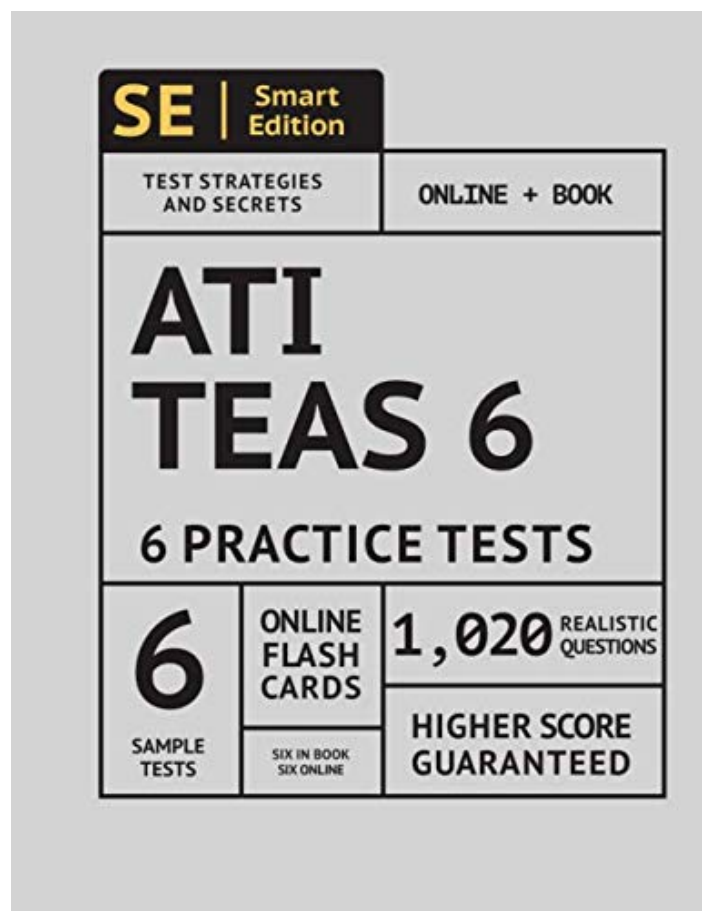 SE
Smart
Edition
TEST STRATEGIES
AND SECRETS
ONLINE + BOOK
ATI
TEAS 6
6 PRACTICE TESTS
6
SAMPLE
TESTS
ONLINE
FLASH
CARDS
SIX IN BOOK
SIX ONLINE
1,020
REALISTIC
QUESTIONS
HIGHER SCORE
GUARANTEED